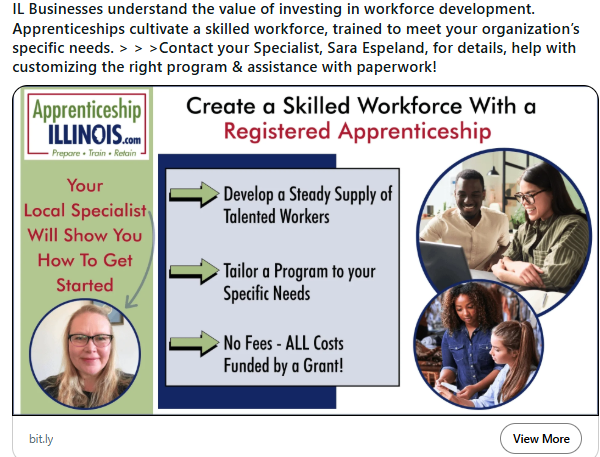 IL Businesses understand the value of investing in workforce development.
Apprenticeships cultivate a skilled workforce, trained to meet your organization's
specific needs. > > >Contact your Specialist, Sara Espeland, for details, help with
customizing the right program & assistance with paperwork!
Apprenticeship
ILLINOIS.com
Prepare • Train • Retain
Create a Skilled Workforce With a
Registered Apprenticeship
Your
Local Specialist
Will Show You
How To Get
Started
Develop a Steady Supply of
Talented Workers
Tailor a Program to your
Specific Needs
No Fees - ALL Costs
Funded by a Grant!
bit.ly
View More